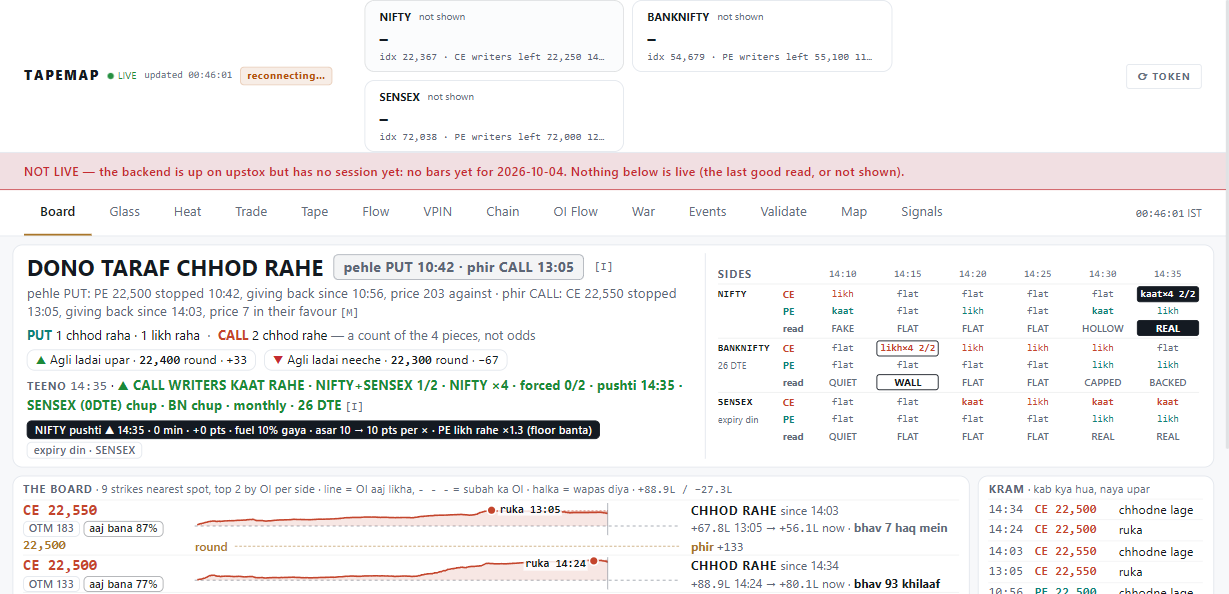 TAPEMAP ● LIVE updated 00:46:01 reconnecting…
NIFTY not shown
–
idx 22,367 · CE writers left 22,250 14…
BANKNIFTY not shown
–
idx 54,679 · PE writers left 55,100 11…
SENSEX not shown
–
idx 72,038 · PE writers left 72,000 12…
⟳ TOKEN
NOT LIVE — the backend is up on upstox but has no session yet: no bars yet for 2026-10-04. Nothing below is live (the last good read, or not shown).
Board Glass Heat Trade Tape Flow VPIN Chain OI Flow War Events Validate Map Signals 00:46:01 IST
DONO TARAF CHHOD RAHE pehle PUT 10:42 · phir CALL 13:05 [I]
pehle PUT: PE 22,500 stopped 10:42, giving back since 10:56, price 203 against · phir CALL: CE 22,550 stopped
13:05, giving back since 14:03, price 7 in their favour [M]
PUT 1 chhod raha · 1 likh raha · CALL 2 chhod rahe — a count of the 4 pieces, not odds
▲ Agli ladai upar · 22,400 round · +33 ▼ Agli ladai neeche · 22,300 round · −67
TEENO 14:35 · ▲ CALL WRITERS KAAT RAHE · NIFTY+SENSEX 1/2 · NIFTY ×4 · forced 0/2 · pushti 14:35 ·
SENSEX (0DTE) chup · BN chup · monthly · 26 DTE [I]
NIFTY pushti ▲ 14:35 · 0 min · +0 pts · fuel 10% gaya · asar 10 → 10 pts per × · PE likh rahe ×1.3 (floor banta)
expiry din · SENSEX
SIDES 14:10 14:15 14:20 14:25 14:30 14:35
NIFTY CE likh flat flat flat flat kaat×4 2/2
PE kaat flat likh flat kaat likh
read FAKE FLAT FLAT FLAT HOLLOW REAL
BANKNIFTY CE flat likh×4 2/2 likh likh likh flat
26 DTE PE flat flat flat flat likh likh
read QUIET WALL FLAT FLAT CAPPED BACKED
SENSEX CE flat flat kaat likh kaat kaat
expiry din PE flat flat flat flat likh likh
read QUIET FLAT FLAT FLAT REAL REAL
THE BOARD · 9 strikes nearest spot, top 2 by OI per side · line = OI aaj likha, - - - = subah ka OI · halka = wapas diya · +88.9L / −27.3L
CE 22,550 ruka 13:05 CHHOD RAHE since 14:03
OTM 183 aaj bana 87% +67.8L 13:05 → +56.1L now · bhav 7 haq mein
22,500 round phir +133
CE 22,500 ruka 14:24 CHHOD RAHE since 14:34
OTM 133 aaj bana 77% +88.9L 14:24 → +80.1L now · bhav 93 khilaaf
KRAM · kab kya hua, naya upar
14:34 CE 22,500 chhodne lage
14:24 CE 22,500 ruka
14:03 CE 22,550 chhodne lage
13:05 CE 22,550 ruka
10:56 PE 22,500 chhodne lage